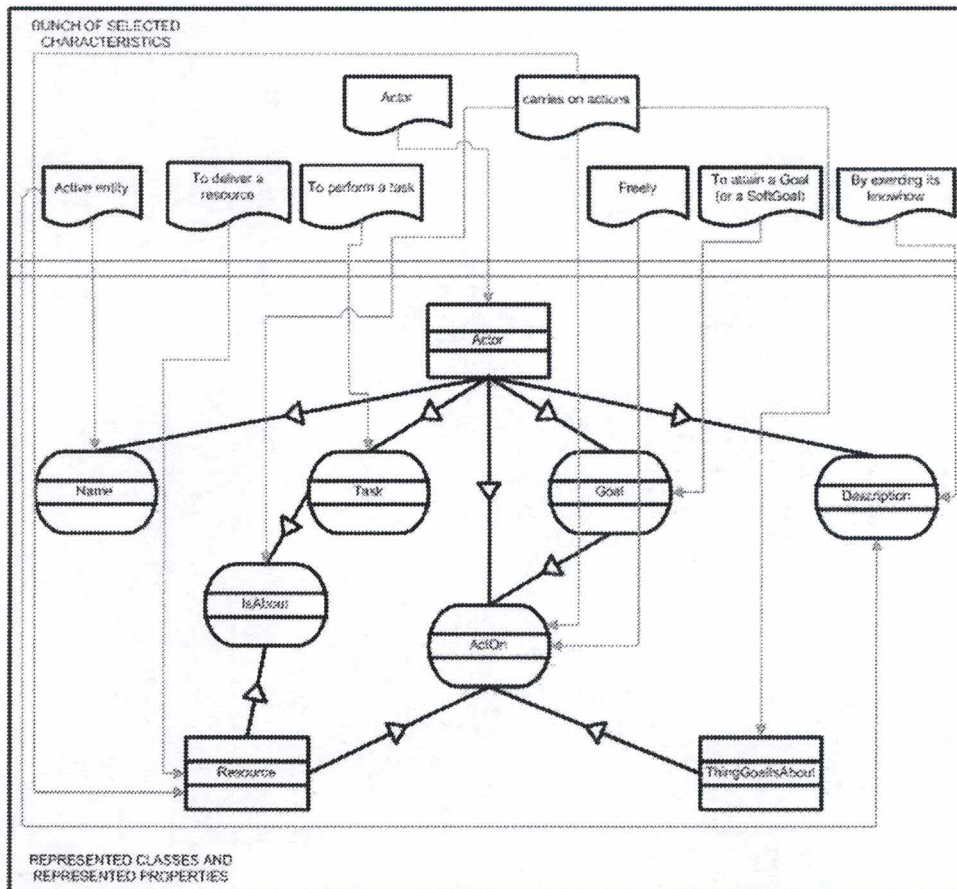 BUNCH OF SELECTED
CHARACTERISTICS
Actor
carries on actions
Active entity
To deliver a
resource
To perform a task
Freely
To attain a Goal
(or a SoftGoal)
By exerding its
knowhow
Actor
Name
Task
Goal
Description
IsAbout
ActOn
Resource
ThingGoalIsAbout
REPRESENTED CLASSES AND
REPRESENTED PROPERTIES